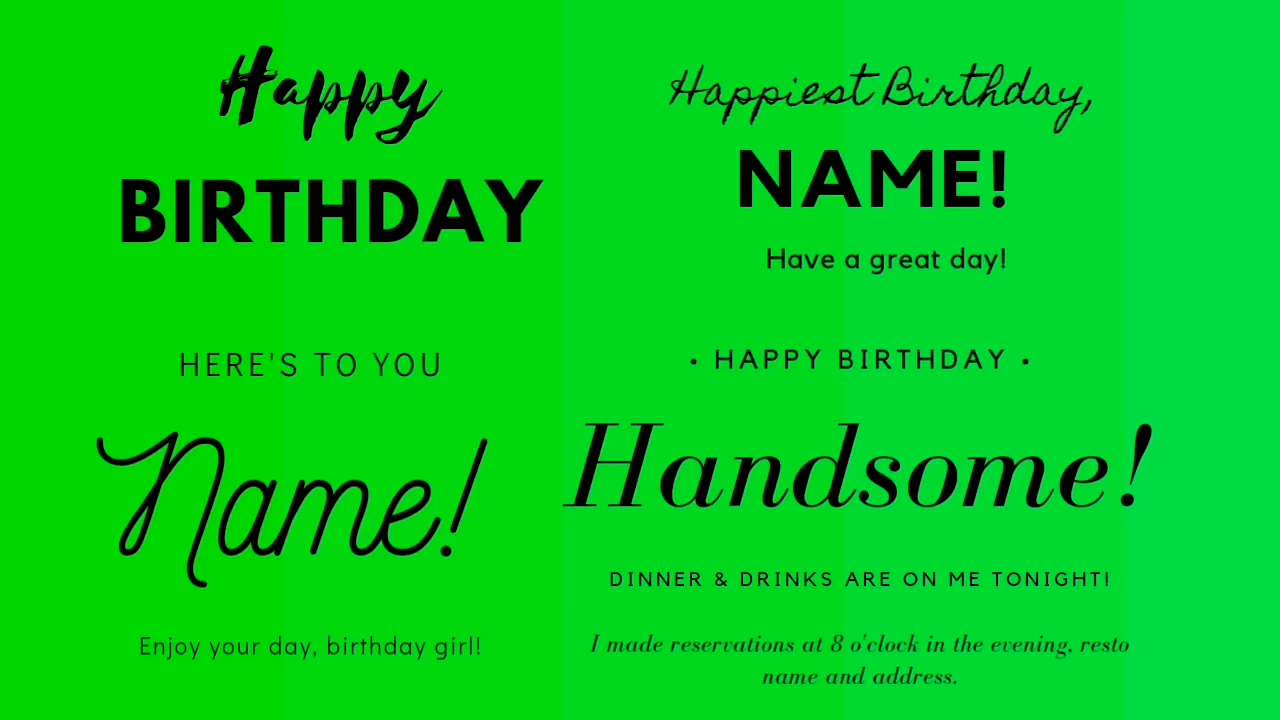 Happy
BIRTHDAY
HERE'S TO YOU
Name!
Enjoy your day, birthday girl!
Happiest Birthday,
NAME!
Have a great day!
• HAPPY BIRTHDAY •
Handsome!
DINNER & DRINKS ARE ON ME TONIGHT!
I made reservations at 8 o'clock in the evening, resto
name and address.